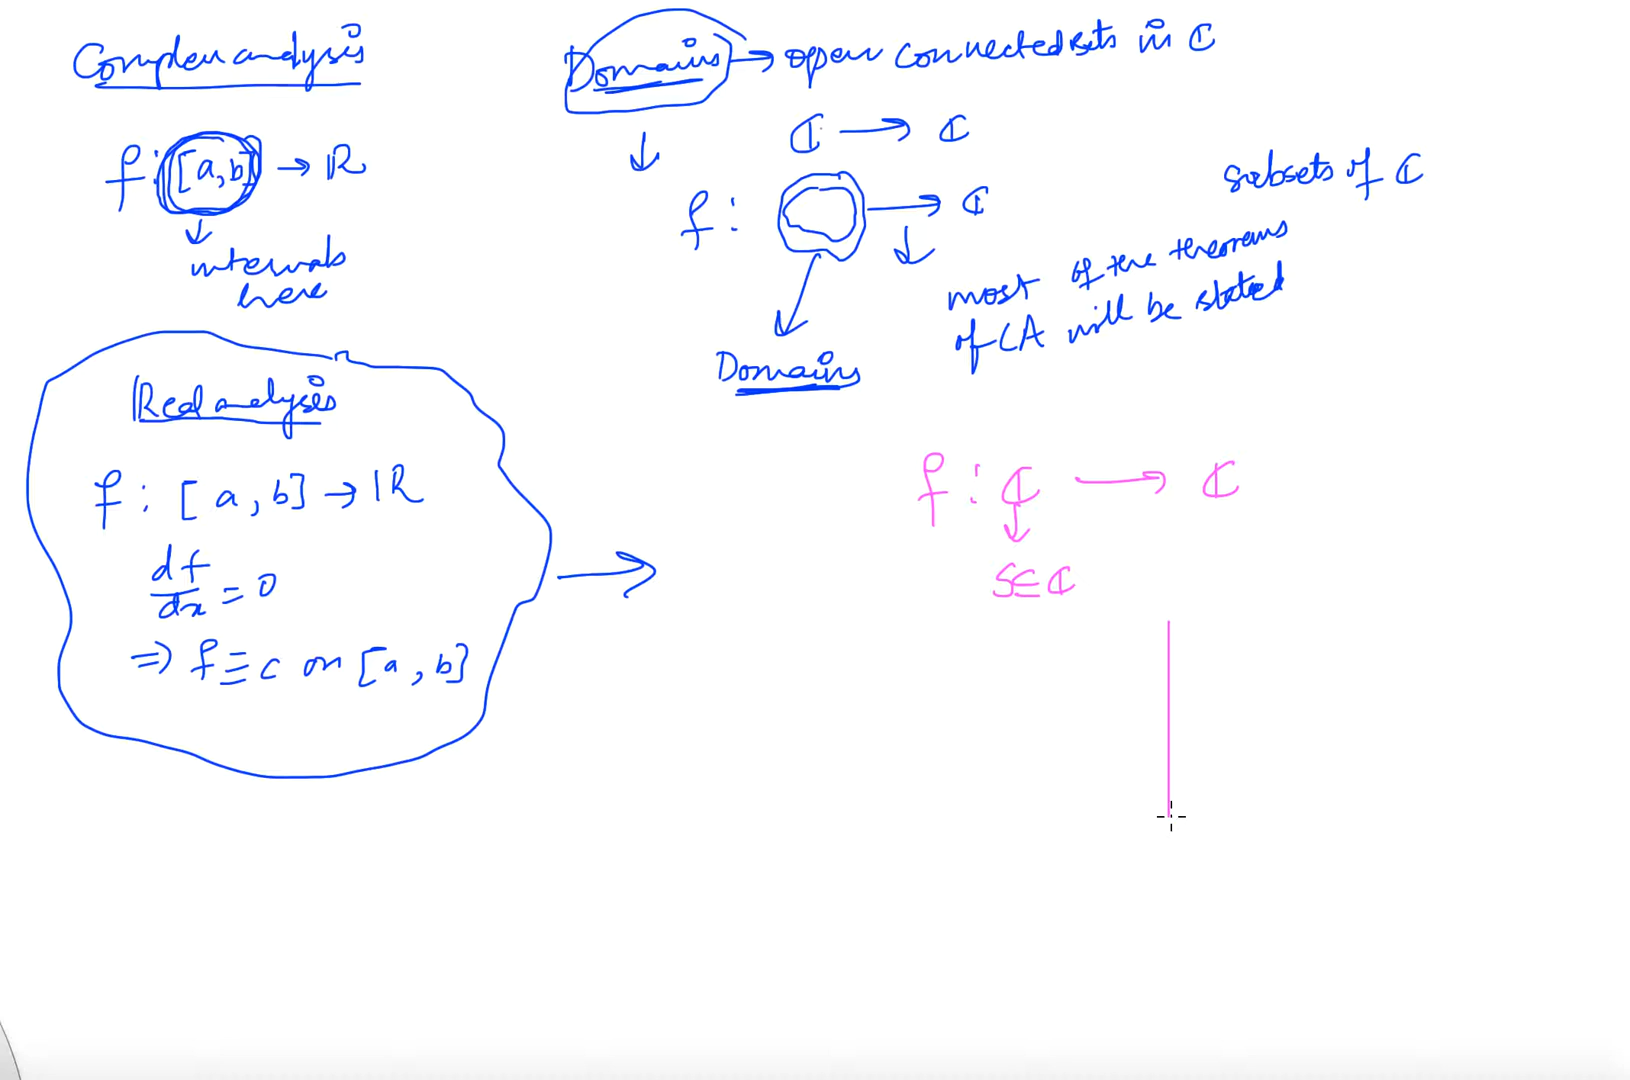 Complex analysis
f : [a,b] → ℝ
↓
intervals
here
Domains → open connected sets in ℂ
↓
ℂ → ℂ
f : → ℂ
↓
Domains
subsets of ℂ
most of the theorems
of CA will be stated
Real analysis
f : [a, b] → ℝ
df/dx = 0
⇒ f ≡ c on [a, b]
→
f : ℂ → ℂ
↓
S ⊆ ℂ